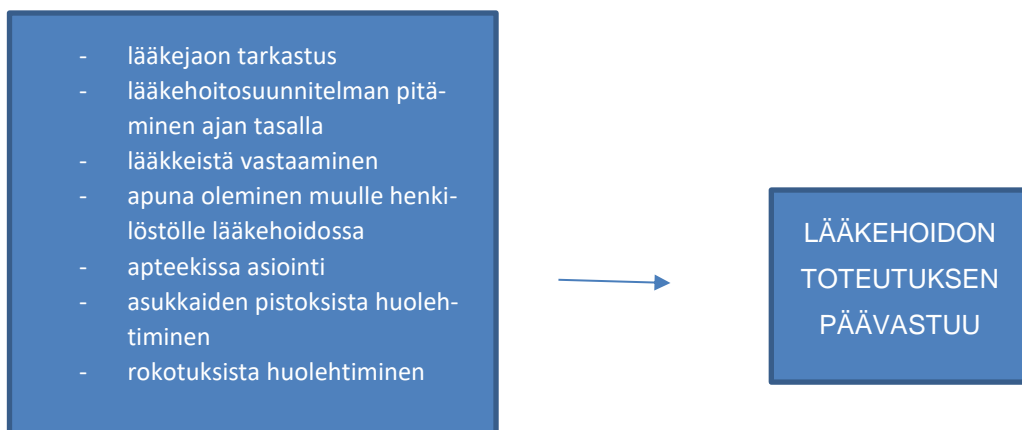 - lääkejaon tarkastus
- lääkehoitosuunnitelman pitä-
minen ajan tasalla
- lääkkeistä vastaaminen
- apuna oleminen muulle henki-
löstölle lääkehoidossa
- apteekissa asiointi
- asukkaiden pistoksista huoleh-
timinen
- rokotuksista huolehtiminen
LÄÄKEHOIDON
TOTEUTUKSEN
PÄÄVASTUU